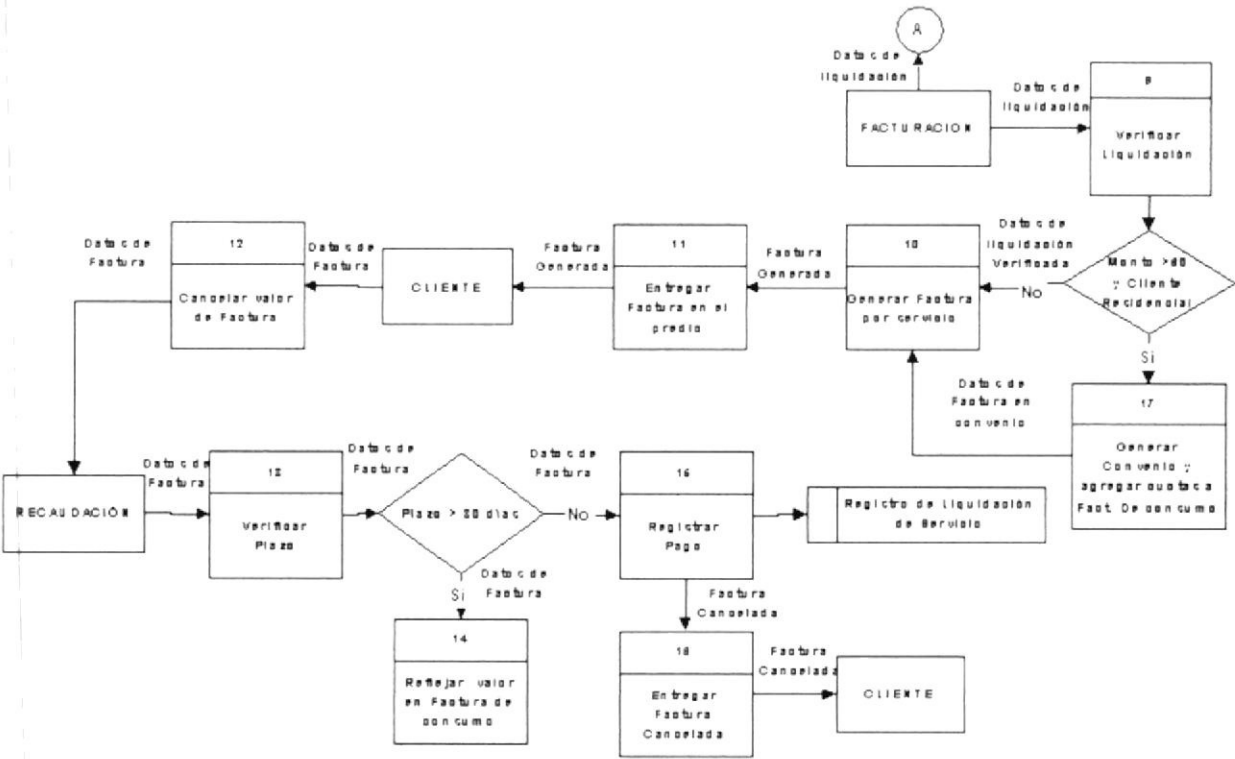 A
Datos de
liquidación
FACTURACION
Datos de
liquidación
9
Verificar
Liquidación
Monto >60
y Cliente
Residencial
No
Si
Datos de
liquidación
Verificada
10
Generar Factura
por servicio
Factura
Generada
11
Entregar
Factura en el
predio
Factura
Generada
CLIENTE
Datos de
Factura
12
Cancelar valor
de Factura
Datos de
Factura
Datos de
Factura en
convenio
17
Generar
Convenio y
agregar cuotas a
Fact. De consumo
RECAUDACIÓN
Datos de
Factura
Verificar
Plazo
Datos de
Factura
días
Plazo >
No
Si
Datos de
Factura
Datos de
Factura
14
Reflejar valor
en Factura de
consumo
Registrar
Pago
Registro de Liquidación
de Servicio
Factura
Cancelada
Entregar
Factura
Cancelada
Factura
Cancelada
CLIENTE